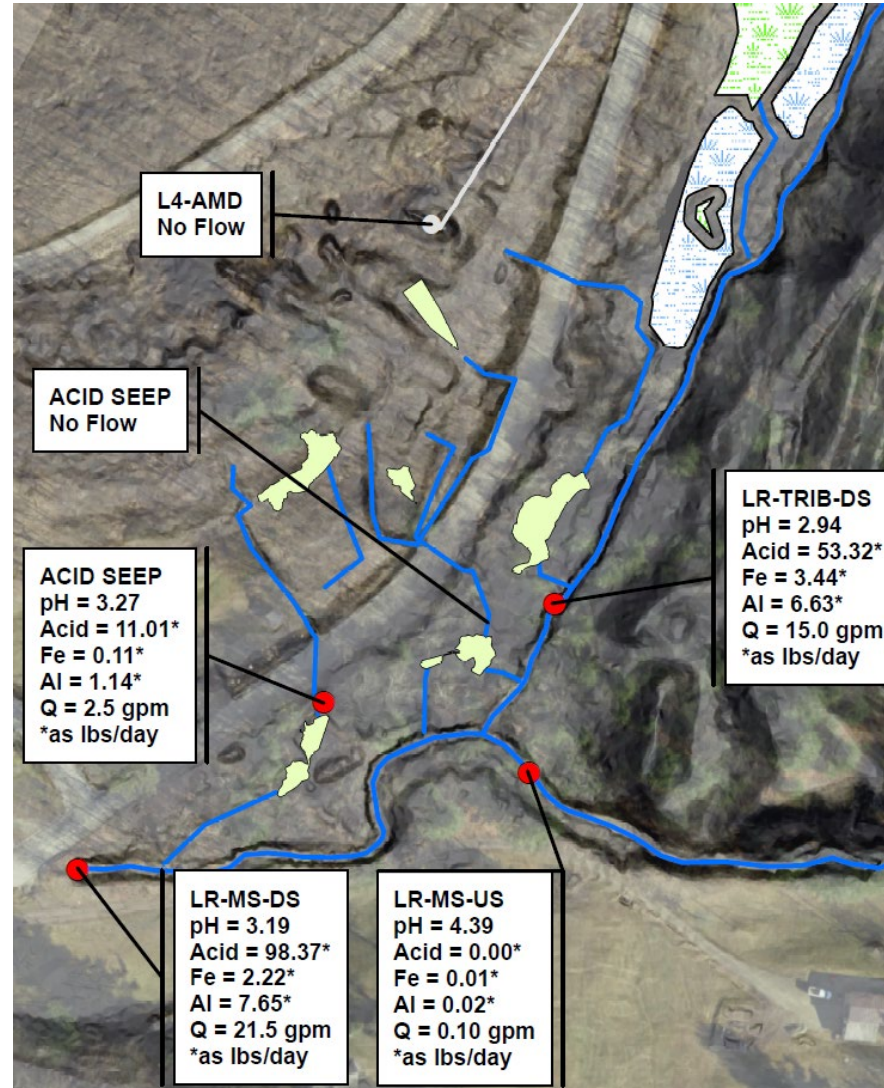 L4-AMD
No Flow
ACID SEEP
No Flow
LR-TRIB-DS
pH = 2.94
Acid = 53.32*
Fe = 3.44*
Al = 6.63*
Q = 15.0 gpm
*as lbs/day
ACID SEEP
pH = 3.27
Acid = 11.01*
Fe = 0.11*
Al = 1.14*
Q = 2.5 gpm
*as lbs/day
LR-MS-DS
pH = 3.19
Acid = 98.37*
Fe = 2.22*
Al = 7.65*
Q = 21.5 gpm
*as lbs/day
LR-MS-US
pH = 4.39
Acid = 0.00*
Fe = 0.01*
Al = 0.02*
Q = 0.10 gpm
*as lbs/day